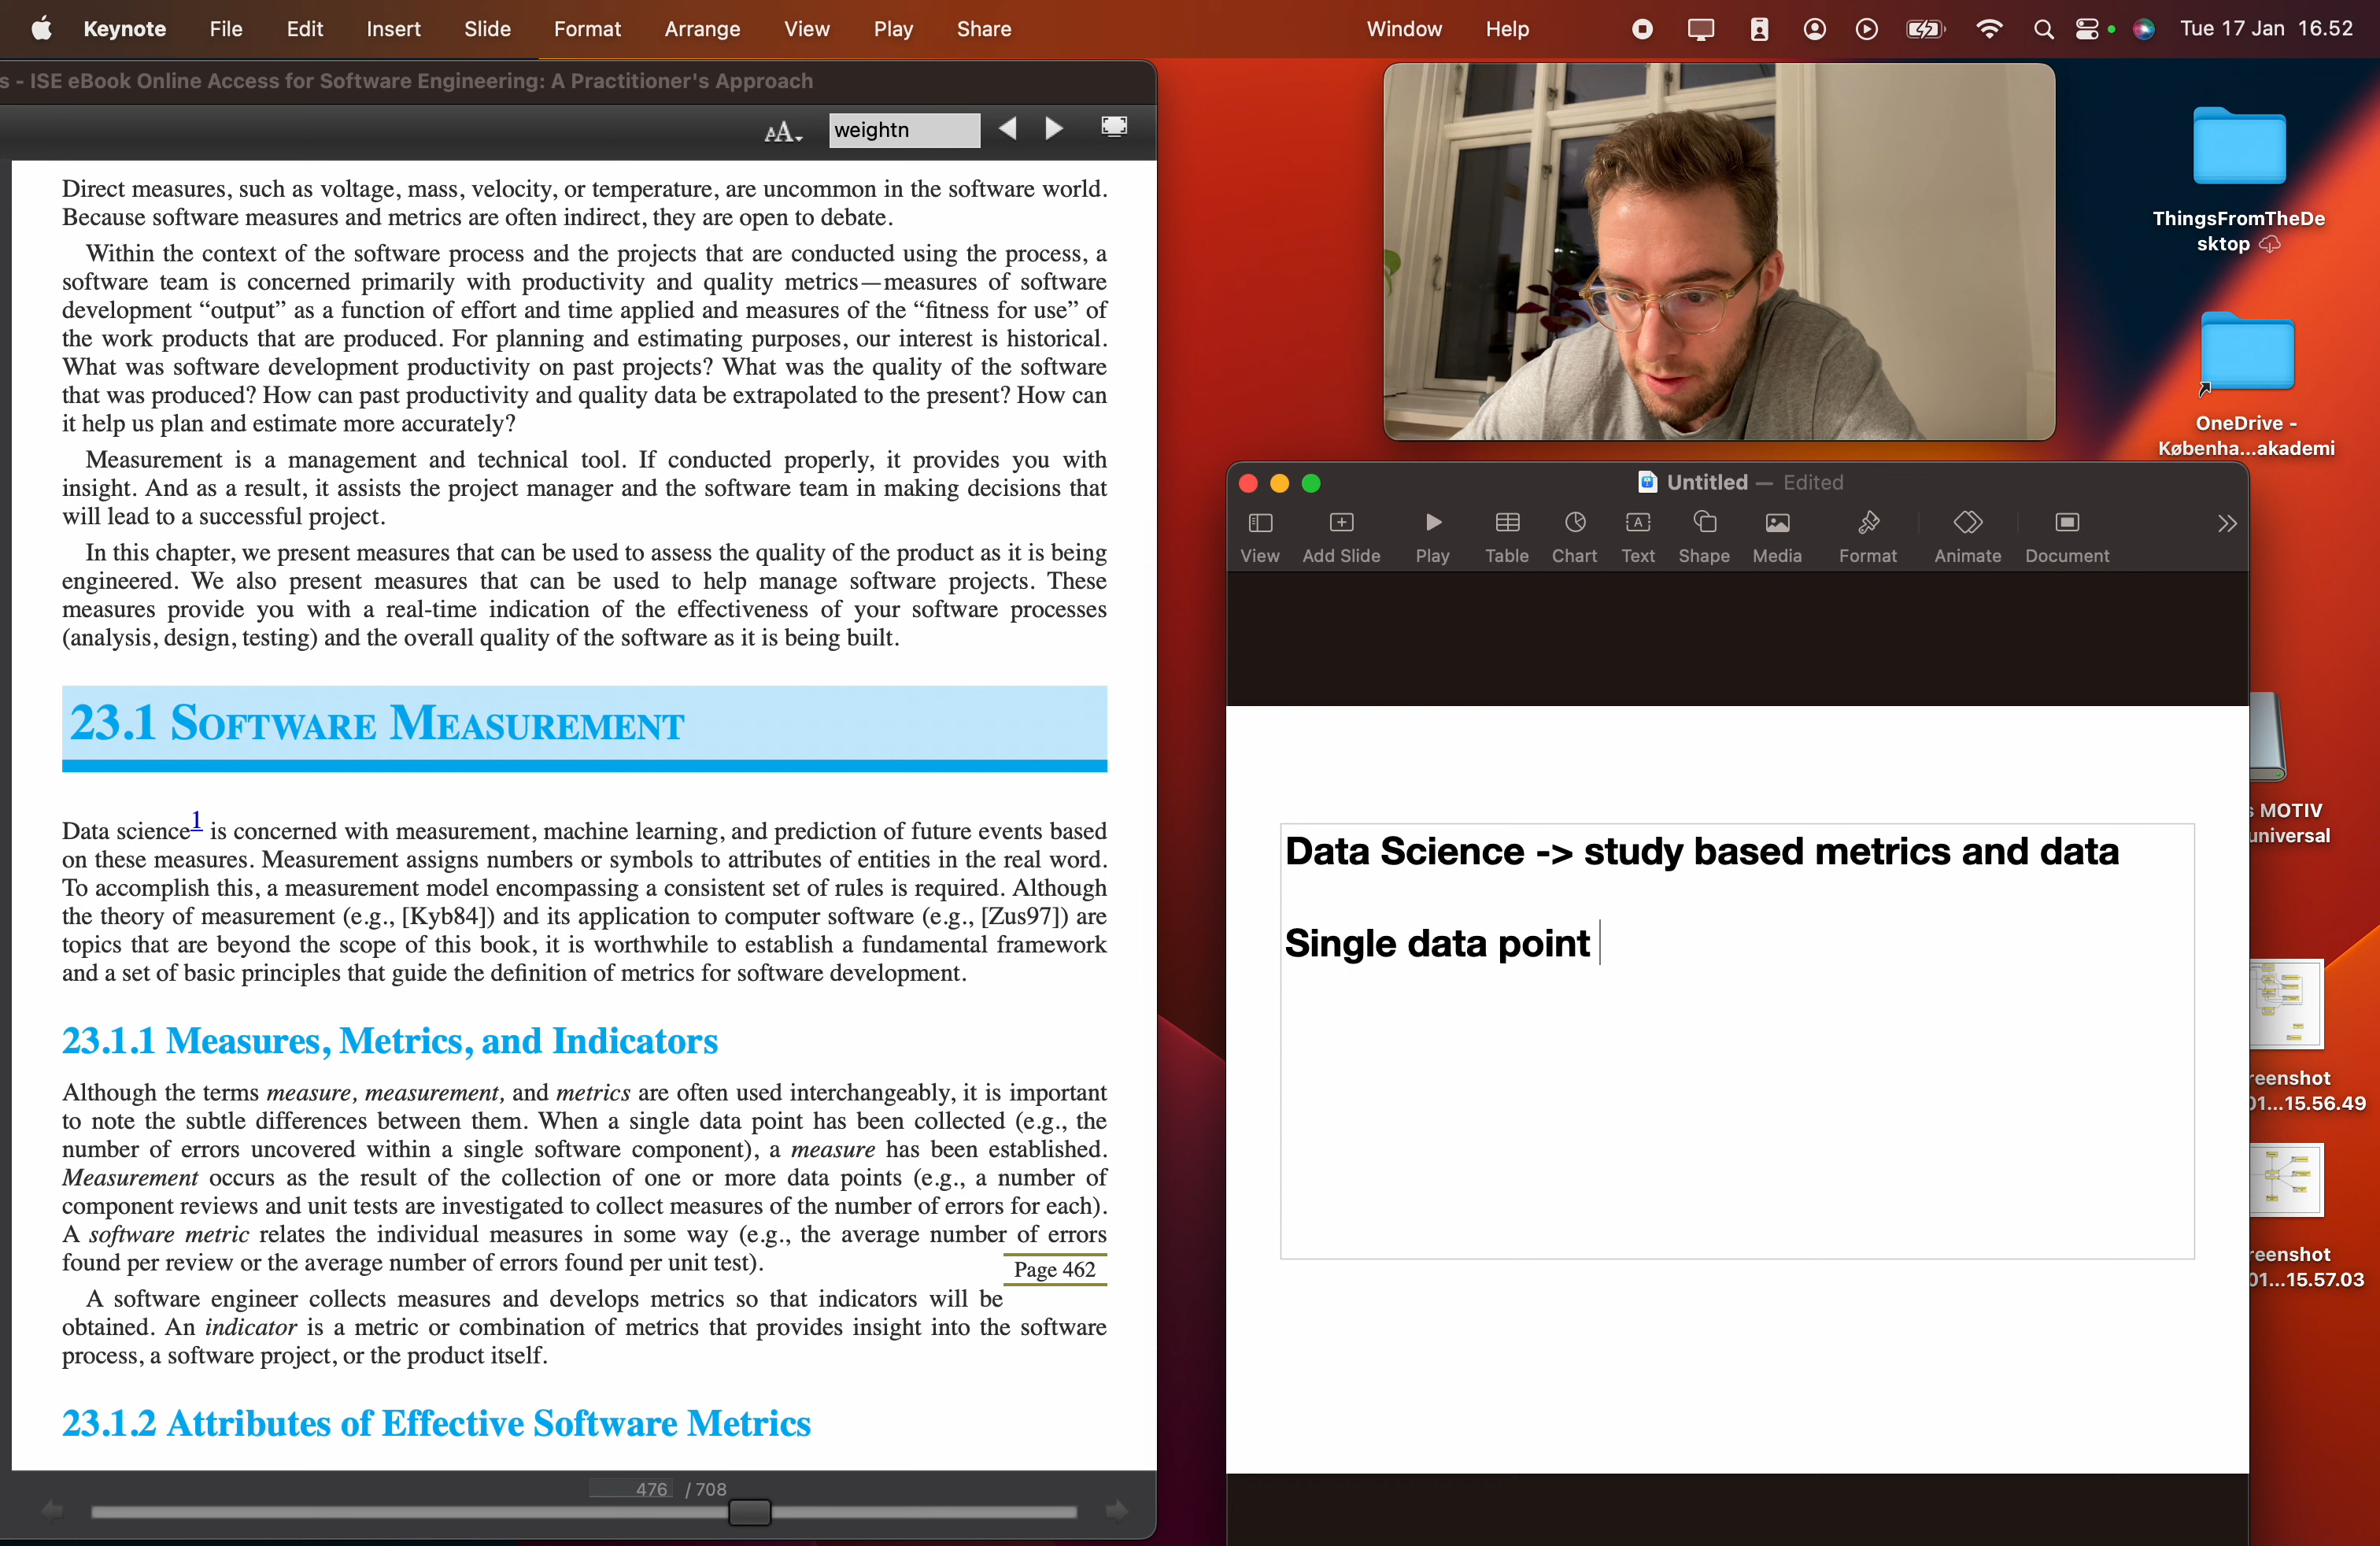 Keynote File Edit Insert Slide Format Arrange View Play Share Window Help Tue 17 Jan 16.52
s - ISE eBook Online Access for Software Engineering: A Practitioner's Approach
AA weightn
Direct measures, such as voltage, mass, velocity, or temperature, are uncommon in the software world.
Because software measures and metrics are often indirect, they are open to debate.
Within the context of the software process and the projects that are conducted using the process, a
software team is concerned primarily with productivity and quality metrics—measures of software
development “output” as a function of effort and time applied and measures of the “fitness for use” of
the work products that are produced. For planning and estimating purposes, our interest is historical.
What was software development productivity on past projects? What was the quality of the software
that was produced? How can past productivity and quality data be extrapolated to the present? How can
it help us plan and estimate more accurately?
Measurement is a management and technical tool. If conducted properly, it provides you with
insight. And as a result, it assists the project manager and the software team in making decisions that
will lead to a successful project.
In this chapter, we present measures that can be used to assess the quality of the product as it is being
engineered. We also present measures that can be used to help manage software projects. These
measures provide you with a real-time indication of the effectiveness of your software processes
(analysis, design, testing) and the overall quality of the software as it is being built.
23.1 SOFTWARE MEASUREMENT
Data science1 is concerned with measurement, machine learning, and prediction of future events based
on these measures. Measurement assigns numbers or symbols to attributes of entities in the real word.
To accomplish this, a measurement model encompassing a consistent set of rules is required. Although
the theory of measurement (e.g., [Kyb84]) and its application to computer software (e.g., [Zus97]) are
topics that are beyond the scope of this book, it is worthwhile to establish a fundamental framework
and a set of basic principles that guide the definition of metrics for software development.
23.1.1 Measures, Metrics, and Indicators
Although the terms measure, measurement, and metrics are often used interchangeably, it is important
to note the subtle differences between them. When a single data point has been collected (e.g., the
number of errors uncovered within a single software component), a measure has been established.
Measurement occurs as the result of the collection of one or more data points (e.g., a number of
component reviews and unit tests are investigated to collect measures of the number of errors for each).
A software metric relates the individual measures in some way (e.g., the average number of errors
found per review or the average number of errors found per unit test).
Page 462
A software engineer collects measures and develops metrics so that indicators will be
obtained. An indicator is a metric or combination of metrics that provides insight into the software
process, a software project, or the product itself.
23.1.2 Attributes of Effective Software Metrics
476 / 708
Untitled — Edited
View Add Slide Play Table Chart Text Shape Media Format Animate Document
Data Science -> study based metrics and data
Single data point
ThingsFromTheDe
sktop
OneDrive -
Københa...akademi
s MOTIV
universal
reenshot
01...15.56.49
reenshot
01...15.57.03